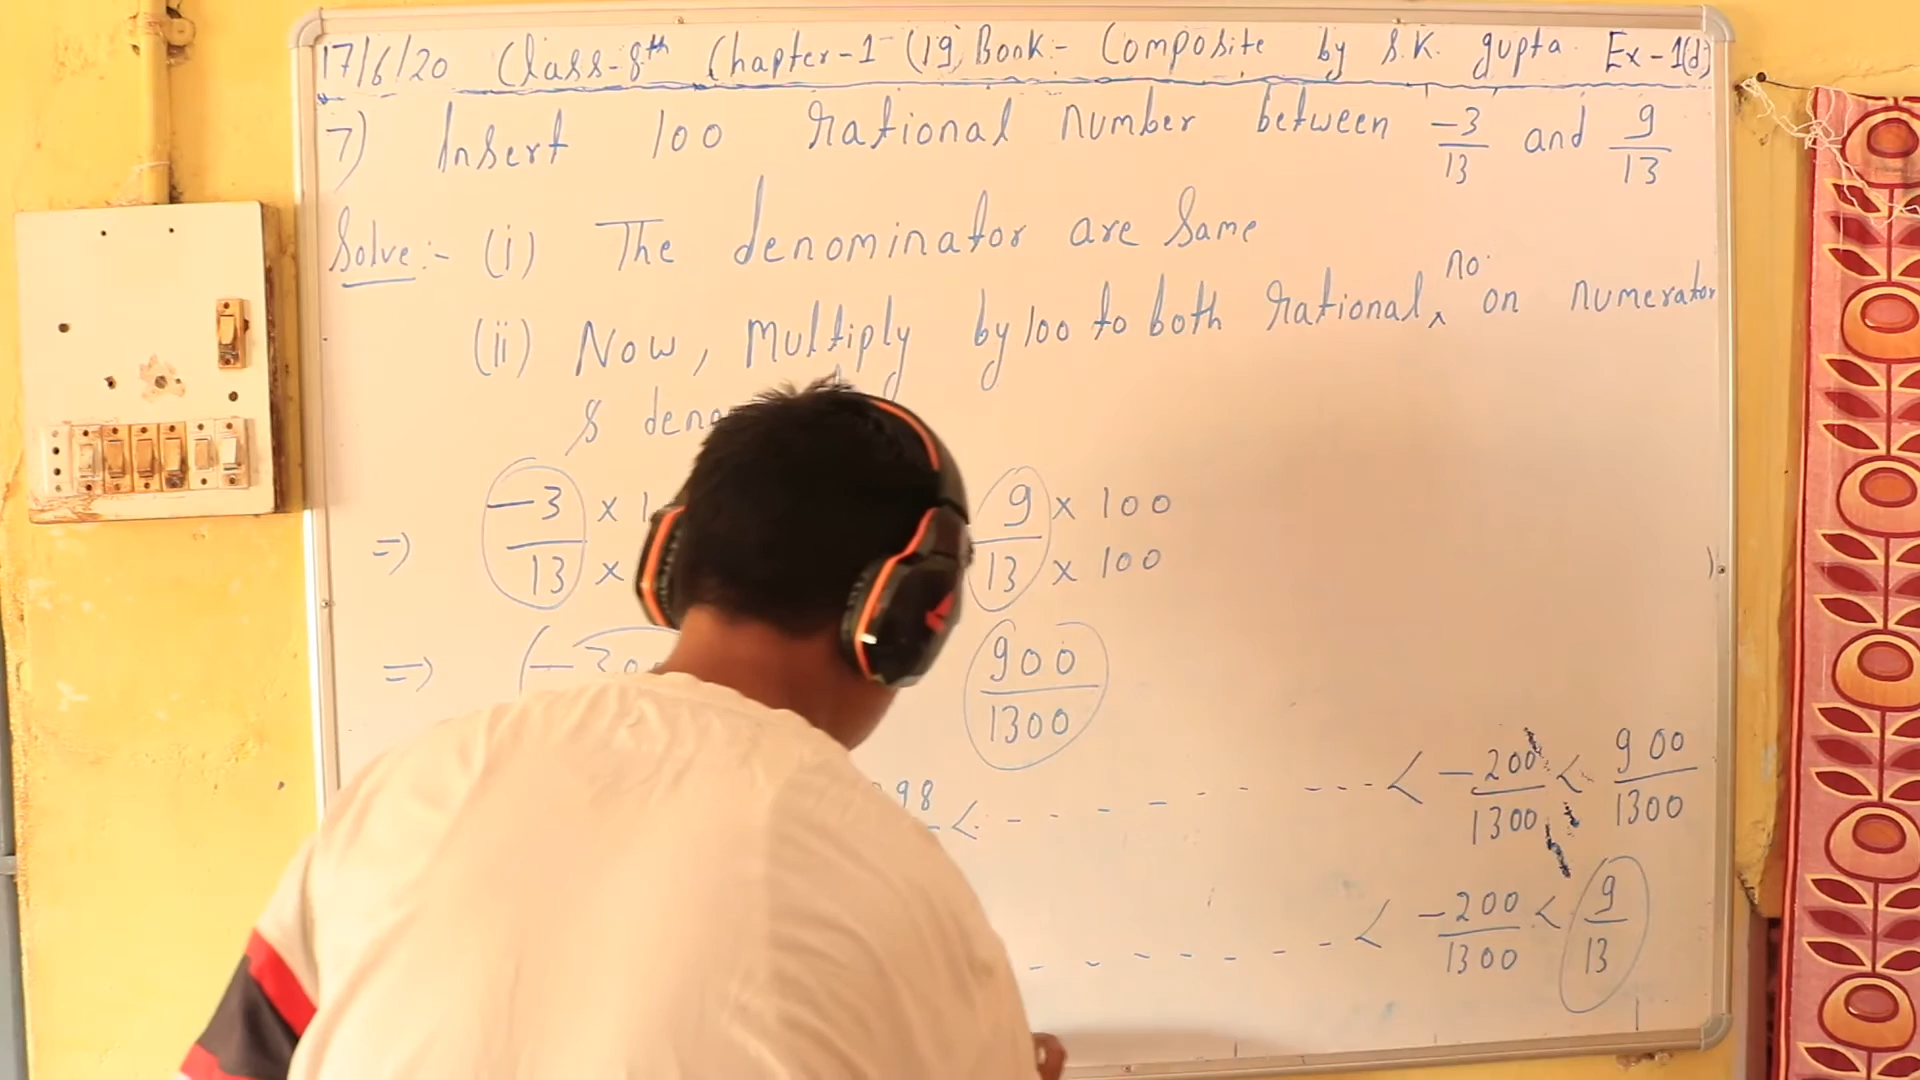 17/6/20 Class-8th Chapter-1 (19) Book:- Composite by S.K. gupta Ex-1(d)
7) Insert 100 rational number between -3/13 and 9/13
Solve:- (i) The denominator are same
(ii) Now, Multiply by 100 to both rational no. on numerator
&
=> -3/13 × 9/13 × 100/100
=> 900/1300
98 < - - - - - - - - < -200/1300 < 900/1300
- - - - - - - < -200/1300 < 9/13